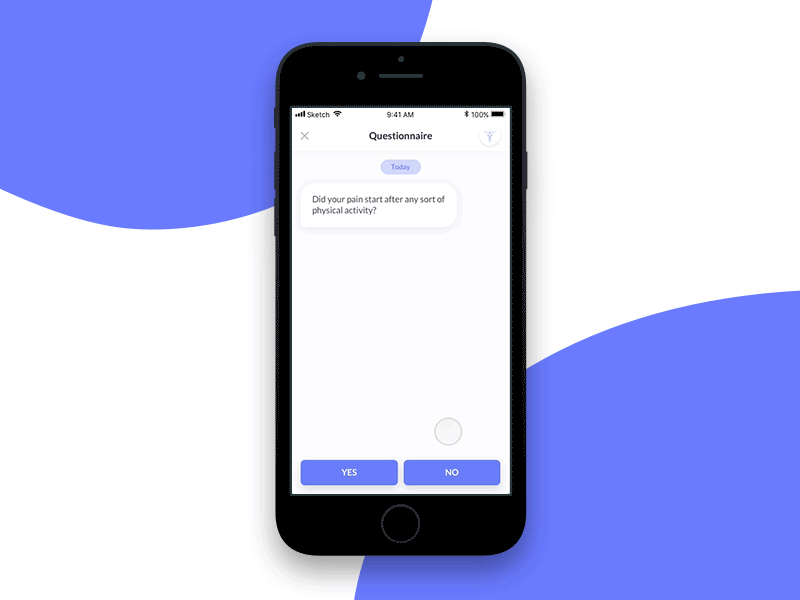 Sketch 9:41 AM 100%
Questionnaire
Today
Did your pain start after any sort of
physical activity?
YES NO